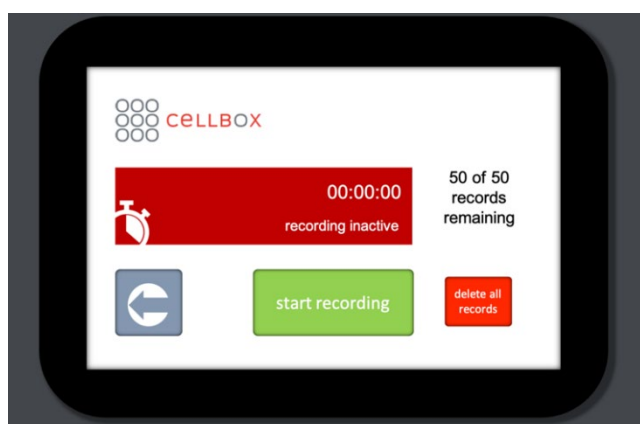 cellbox
00:00:00
recording inactive
50 of 50
records
remaining
start recording
delete all
records